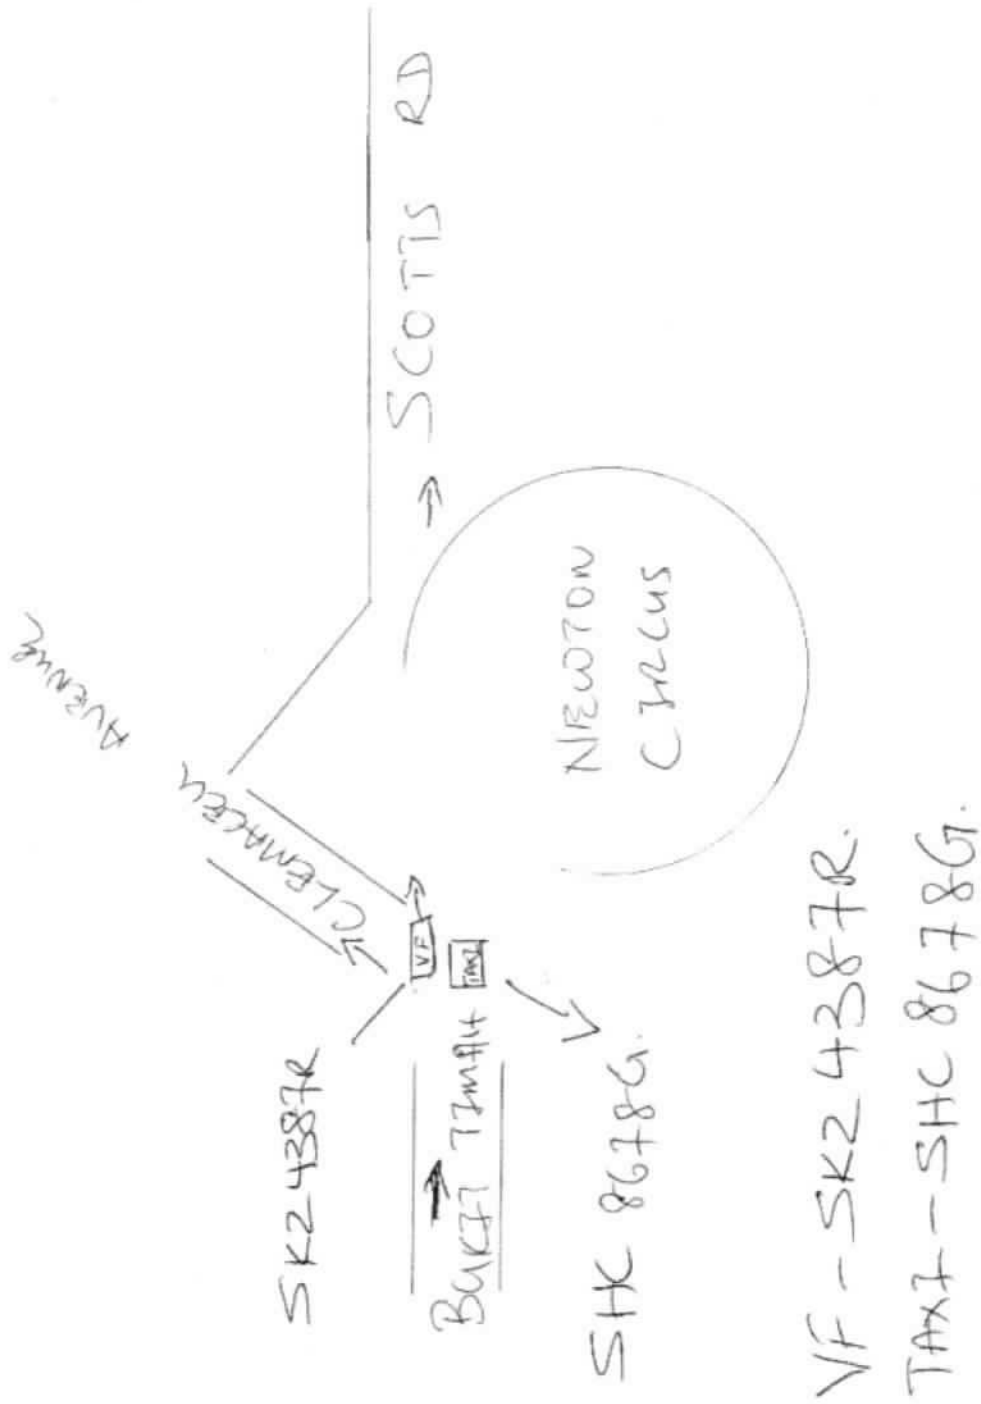 AVENUE
CLEMACEU
SCOTTS RD
NEWTON
CIRCUS
VF
TAXI
SKZ 4387R
BUKIT TIMAH
SHC 8678G.
VF - SKZ 4387R.
TAXI - SHC 8678G.